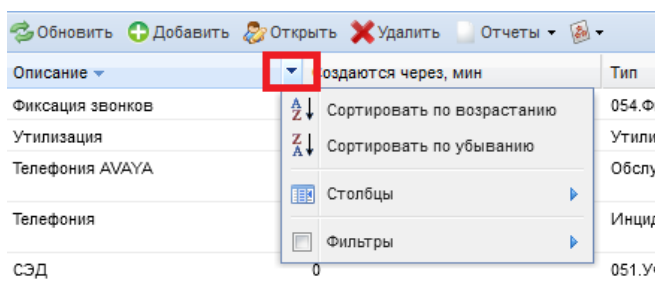 Обновить Добавить Открыть Удалить Отчеты
Описание Создаются через, мин Тип
Фиксация звонков 054.Ф
Сортировать по возрастанию
Утилизация Утили
Сортировать по убыванию
Телефония AVAYA Обслу
Столбцы
Телефония Инцид
Фильтры
СЭД 0 051.У